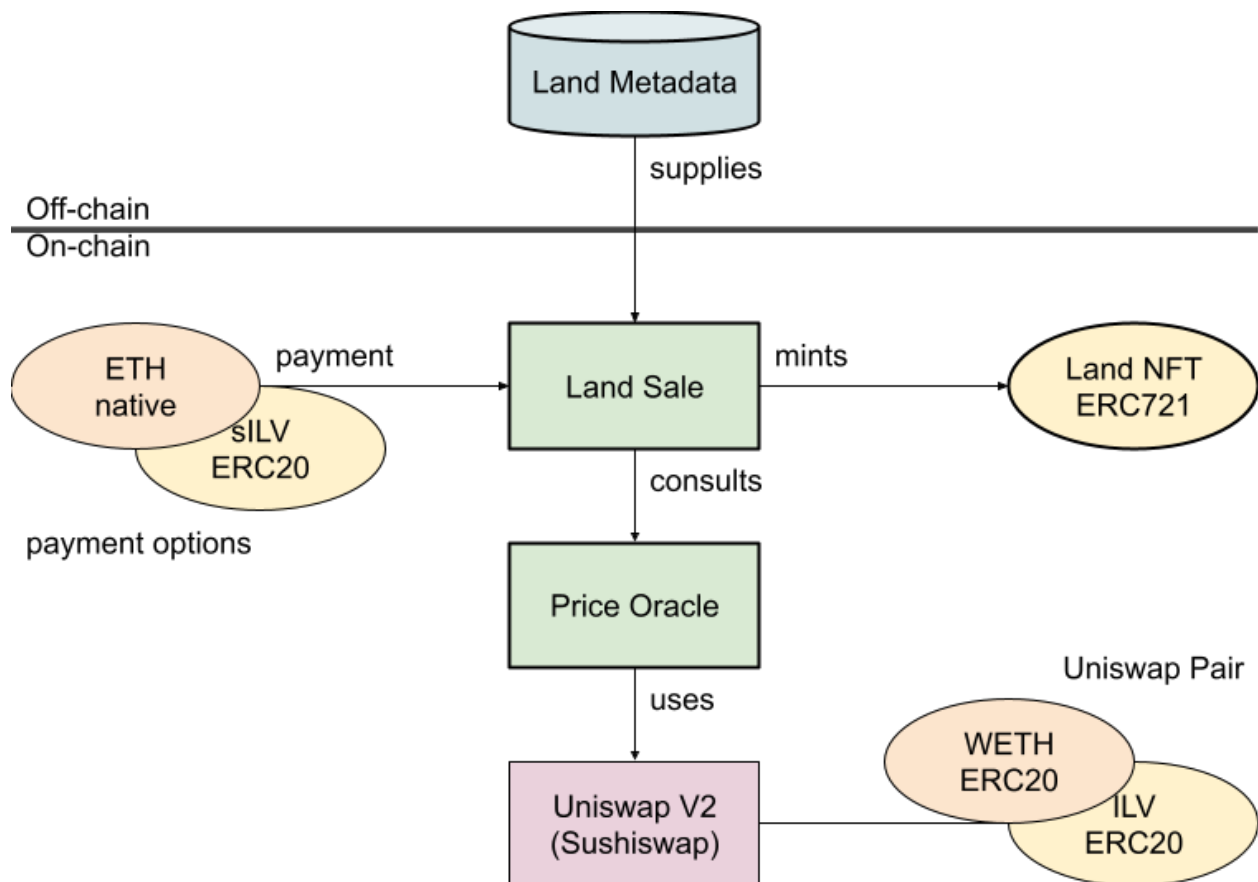 Land Metadata
supplies
Off-chain
On-chain
ETH
native
payment
Land Sale
mints
Land NFT
ERC721
sILV
ERC20
consults
payment options
Price Oracle
Uniswap Pair
uses
WETH
ERC20
Uniswap V2
(Sushiswap)
ILV
ERC20